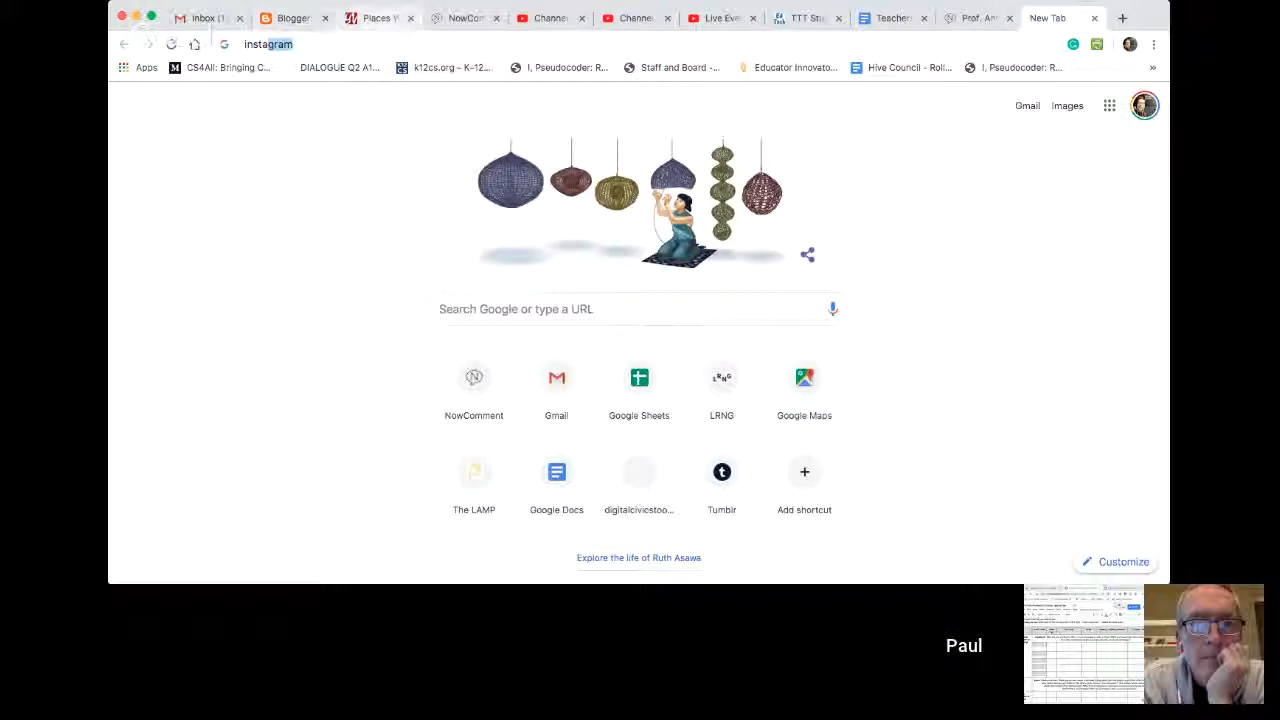 Inbox (1
Blogger
Places
NowCom
Channel
Channel
Live Eve
TTT Stu
Teachers
Prof. An
New Tab
instagram
Apps
CS4All: Bringing C...
DIALOGUE Q2 A1...
k12cs.org – K–12...
I, Pseudocoder: R...
Staff and Board -...
Educator Innovato...
Hive Council - Roll...
I, Pseudocoder: R...
»
Gmail
Images
Search Google or type a URL
NowComment
Gmail
Google Sheets
LRNG
Google Maps
The LAMP
Google Docs
digitalcivicstoo...
Tumblr
Add shortcut
Explore the life of Ruth Asawa
Customize
Paul